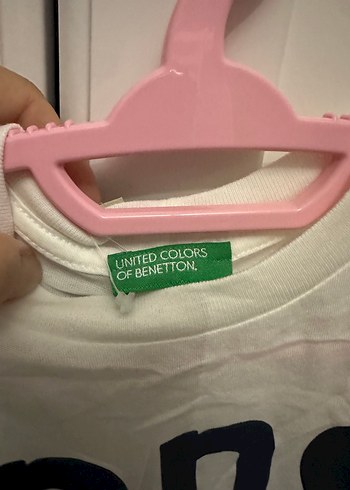 UNITED COLORS
OF BENETTON.